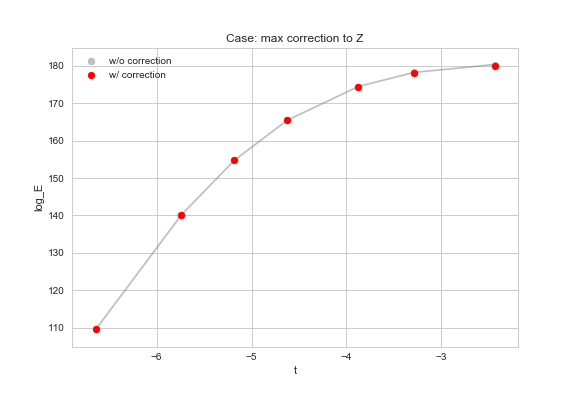 Case: max correction to Z
w/o correction
w/ correction
180
170
160
150
140
130
120
110
log_E
−6
−5
−4
−3
t